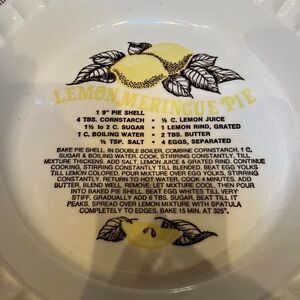 LEMON MERINGUE PIE
1 9" PIE SHELL
4 TBS. CORNSTARCH • ½ C. LEMON JUICE
1½ to 2 C. SUGAR • 1 LEMON RIND, GRATED
1 C. BOILING WATER • 2 TBS. BUTTER
½ TSP. SALT • 4 EGGS, SEPARATED
BAKE PIE SHELL. IN DOUBLE BOILER, COMBINE CORNSTARCH, 1 C.
SUGAR & BOILING WATER. COOK, STIRRING CONSTANTLY, TILL
MIXTURE THICKENS. ADD SALT, LEMON JUICE & GRATED RIND. CONTINUE
COOKING, STIRRING CONSTANTLY, TILL BLENDED. BEAT EGG YOLKS
TILL LEMON COLORED. POUR MIXTURE OVER EGG YOLKS, STIRRING
CONSTANTLY. RETURN TO HOT WATER, COOK 4 MINUTES. ADD
BUTTER, BLEND WELL, REMOVE; LET MIXTURE COOL, THEN POUR
INTO BAKED PIE SHELL. BEAT EGG WHITES TILL VERY
STIFF. GRADUALLY ADD 6 TBS. SUGAR, BEAT TILL IT
PEAKS. SPREAD OVER LEMON MIXTURE WITH SPATULA
COMPLETELY TO EDGES. BAKE 15 MIN. AT 325°.